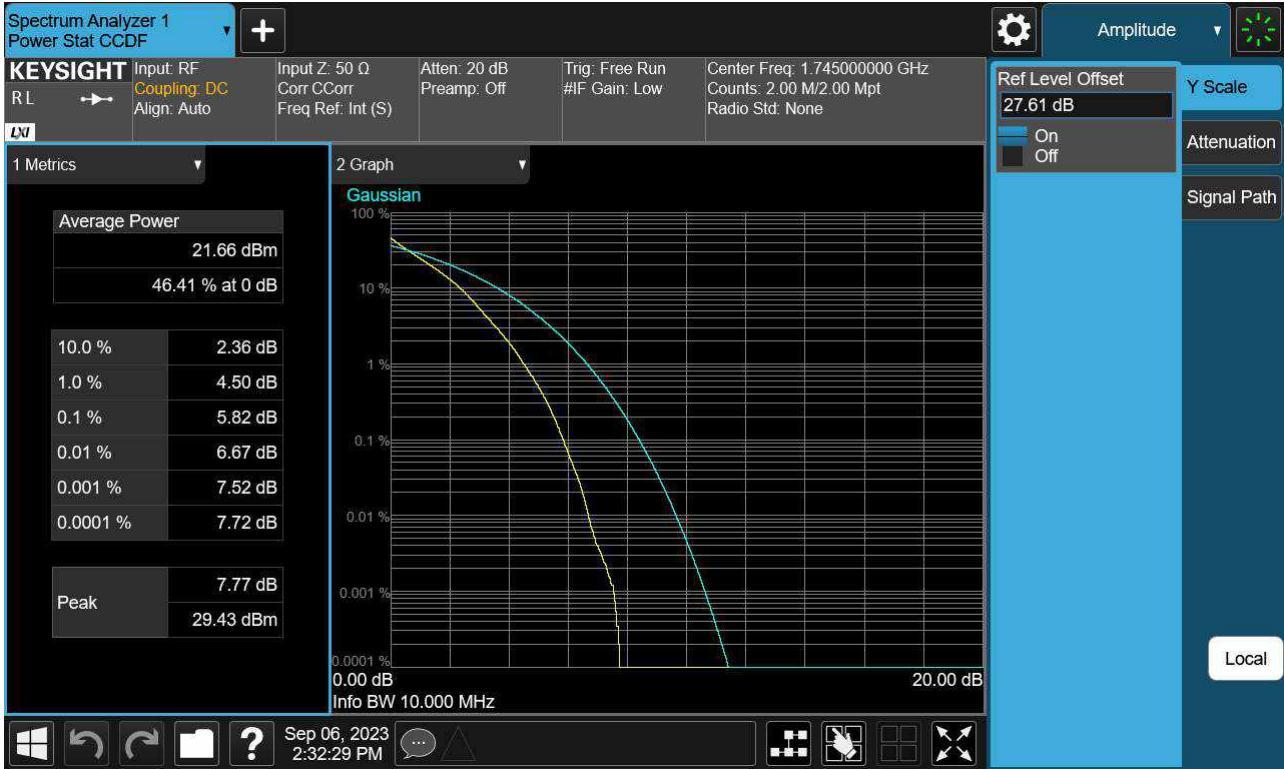 Spectrum Analyzer 1
Power Stat CCDF
Amplitude
KEYSIGHT
R L
LXI
Input: RF
Coupling: DC
Align: Auto
Input Z: 50 Ω
Corr CCorr
Freq Ref: Int (S)
Atten: 20 dB
Preamp: Off
Trig: Free Run
#IF Gain: Low
Center Freq: 1.745000000 GHz
Counts: 2.00 M/2.00 Mpt
Radio Std: None
Ref Level Offset
27.61 dB
On
Off
Y Scale
Attenuation
Signal Path
Local
1 Metrics
Average Power
21.66 dBm
46.41 % at 0 dB
10.0 % 2.36 dB
1.0 % 4.50 dB
0.1 % 5.82 dB
0.01 % 6.67 dB
0.001 % 7.52 dB
0.0001 % 7.72 dB
Peak
7.77 dB
29.43 dBm
2 Graph
Gaussian
100 %
10 %
1 %
0.1 %
0.01 %
0.001 %
0.0001 %
0.00 dB 20.00 dB
Info BW 10.000 MHz
?
Sep 06, 2023
2:32:29 PM